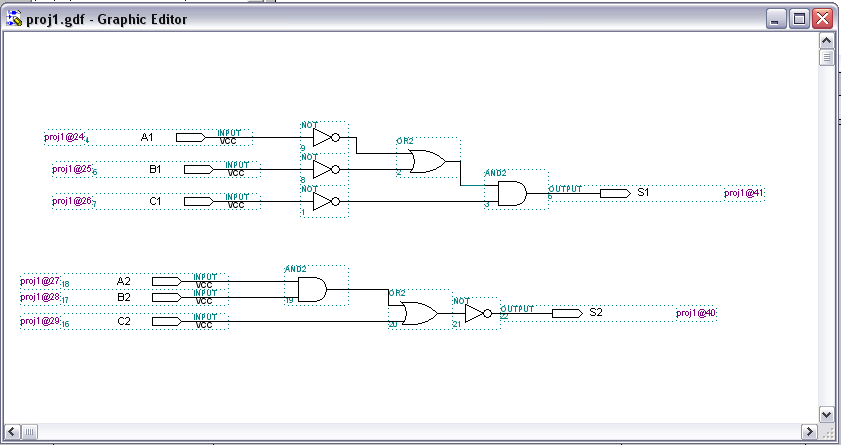 proj1.gdf - Graphic Editor
NOT
proj1@24 4 A1 INPUT VCC
9
OR2
NOT
proj1@25 6 B1 INPUT VCC
8 2
AND2
NOT
proj1@26 7 C1 INPUT VCC
1 3
OUTPUT S1 proj1@41
AND2
proj1@27 18 A2 INPUT VCC
proj1@28 17 B2 INPUT VCC
19
OR2
NOT
proj1@29 16 C2 INPUT VCC
20 21
OUTPUT 22 S2 proj1@40